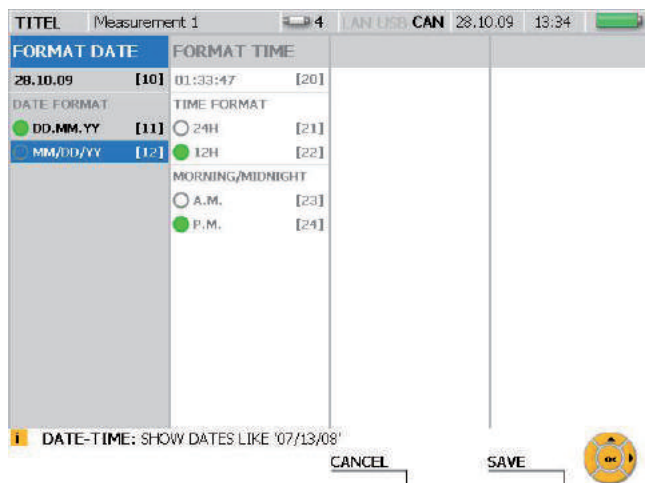 TITEL Measurement 1 4 LAN USB CAN 28.10.09 13:34
FORMAT DATE FORMAT TIME
28.10.09 [10] 01:33:47 [20]
DATE FORMAT TIME FORMAT
DD.MM.YY [11] 24H [21]
MM/DD/YY [12] 12H [22]
MORNING/MIDNIGHT
A.M. [23]
P.M. [24]
i DATE-TIME: SHOW DATES LIKE '07/13/08'
CANCEL SAVE OK